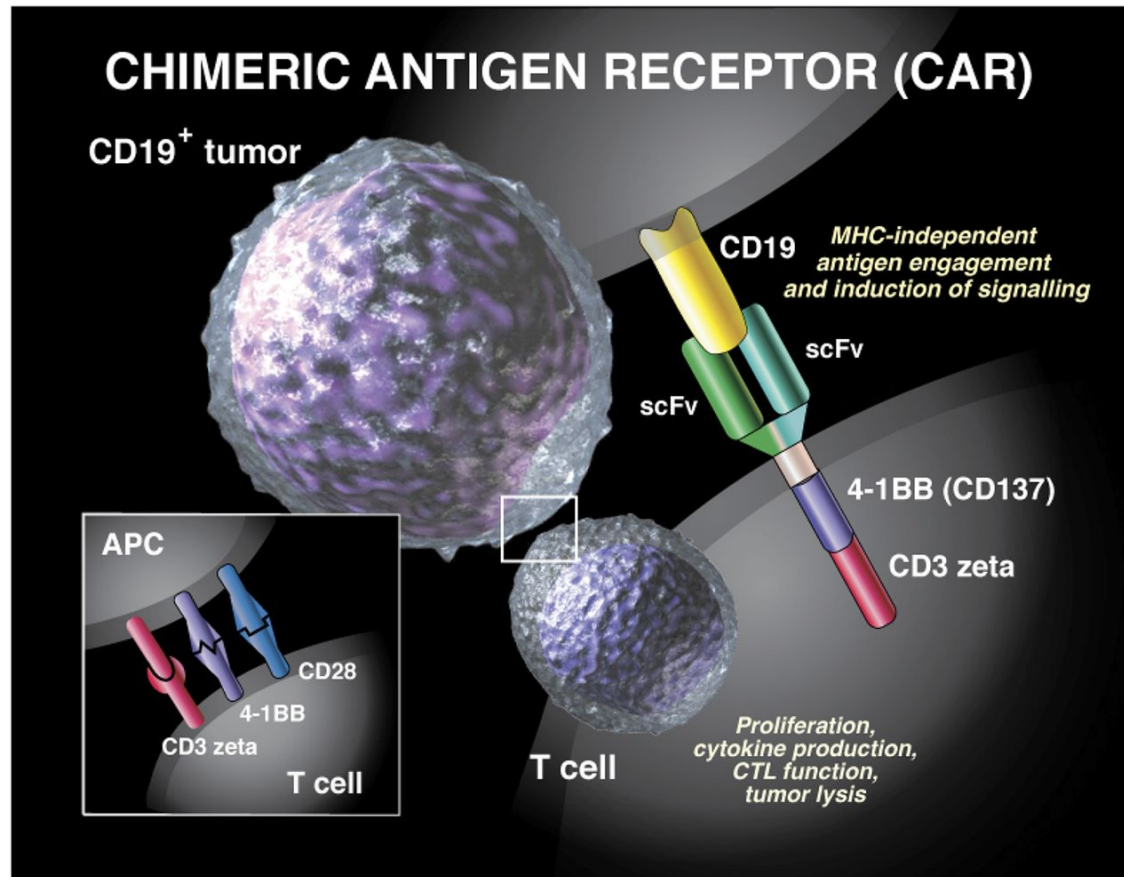 CHIMERIC ANTIGEN RECEPTOR (CAR)
CD19+ tumor
CD19
MHC-independent
antigen engagement
and induction of signalling
scFv
scFv
4-1BB (CD137)
CD3 zeta
APC
CD28
4-1BB
CD3 zeta
T cell
T cell
Proliferation,
cytokine production,
CTL function,
tumor lysis